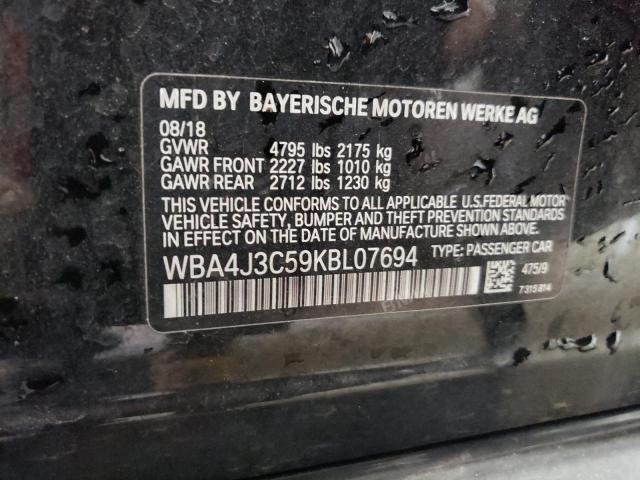 MFD BY BAYERISCHE MOTOREN WERKE AG
08/18
GVWR 4795 lbs 2175 kg
GAWR FRONT 2227 lbs 1010 kg
GAWR REAR 2712 lbs 1230 kg
THIS VEHICLE CONFORMS TO ALL APPLICABLE U.S.FEDERAL MOTOR
VEHICLE SAFETY, BUMPER AND THEFT PREVENTION STANDARDS
IN EFFECT ON THE DATE OF MANUFACTURE SHOWN ABOVE.
WBA4J3C59KBL07694 TYPE: PASSENGER CAR
475/9
7315814